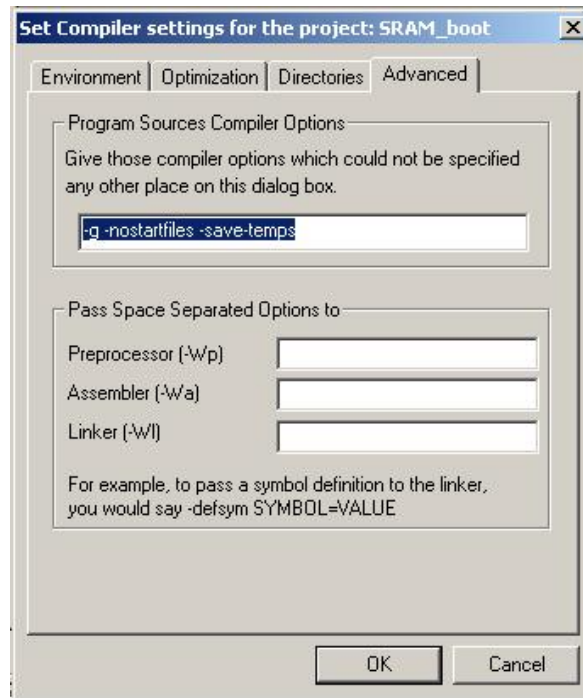 Set Compiler settings for the project: SRAM_boot
Environment Optimization Directories Advanced
Program Sources Compiler Options
Give those compiler options which could not be specified
any other place on this dialog box.
-g -nostartfiles -save-temps
Pass Space Separated Options to
Preprocessor (-Wp)
Assembler (-Wa)
Linker (-Wl)
For example, to pass a symbol definition to the linker,
you would say -defsym SYMBOL=VALUE
OK Cancel